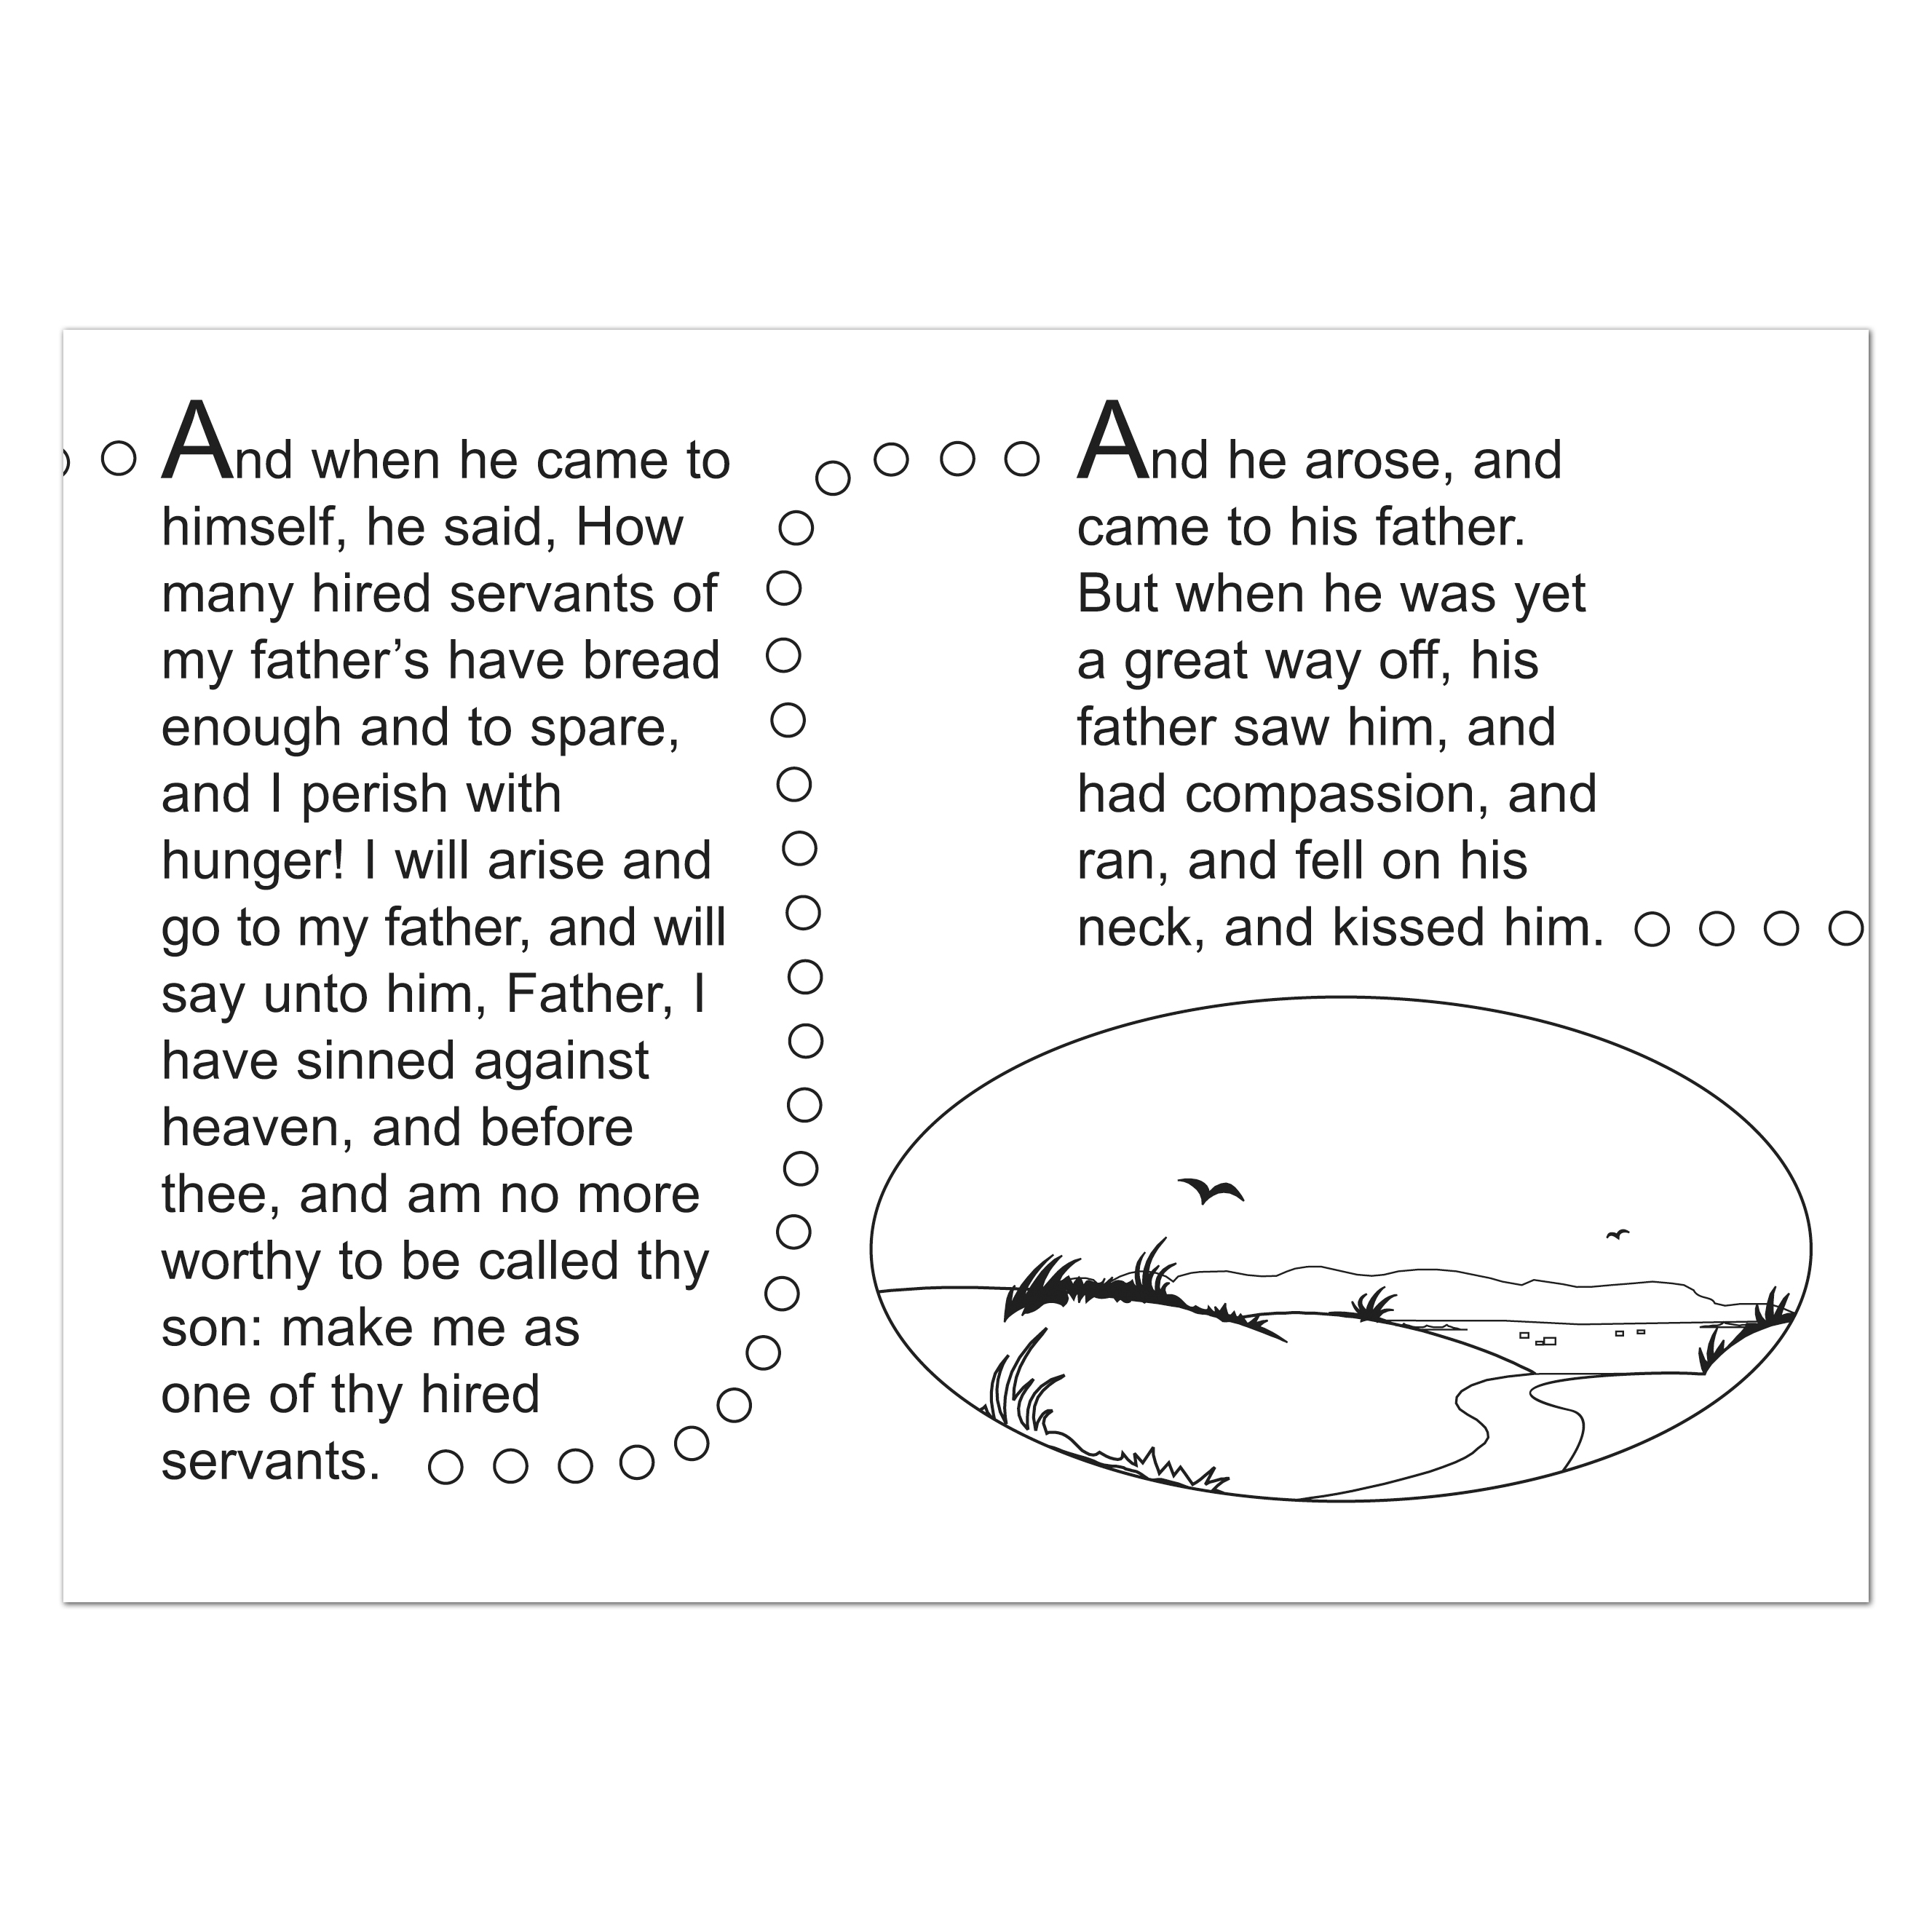 And when he came to
himself, he said, How
many hired servants of
my father’s have bread
enough and to spare,
and I perish with
hunger! I will arise and
go to my father, and will
say unto him, Father, I
have sinned against
heaven, and before
thee, and am no more
worthy to be called thy
son: make me as
one of thy hired
servants.
And he arose, and
came to his father.
But when he was yet
a great way off, his
father saw him, and
had compassion, and
ran, and fell on his
neck, and kissed him.